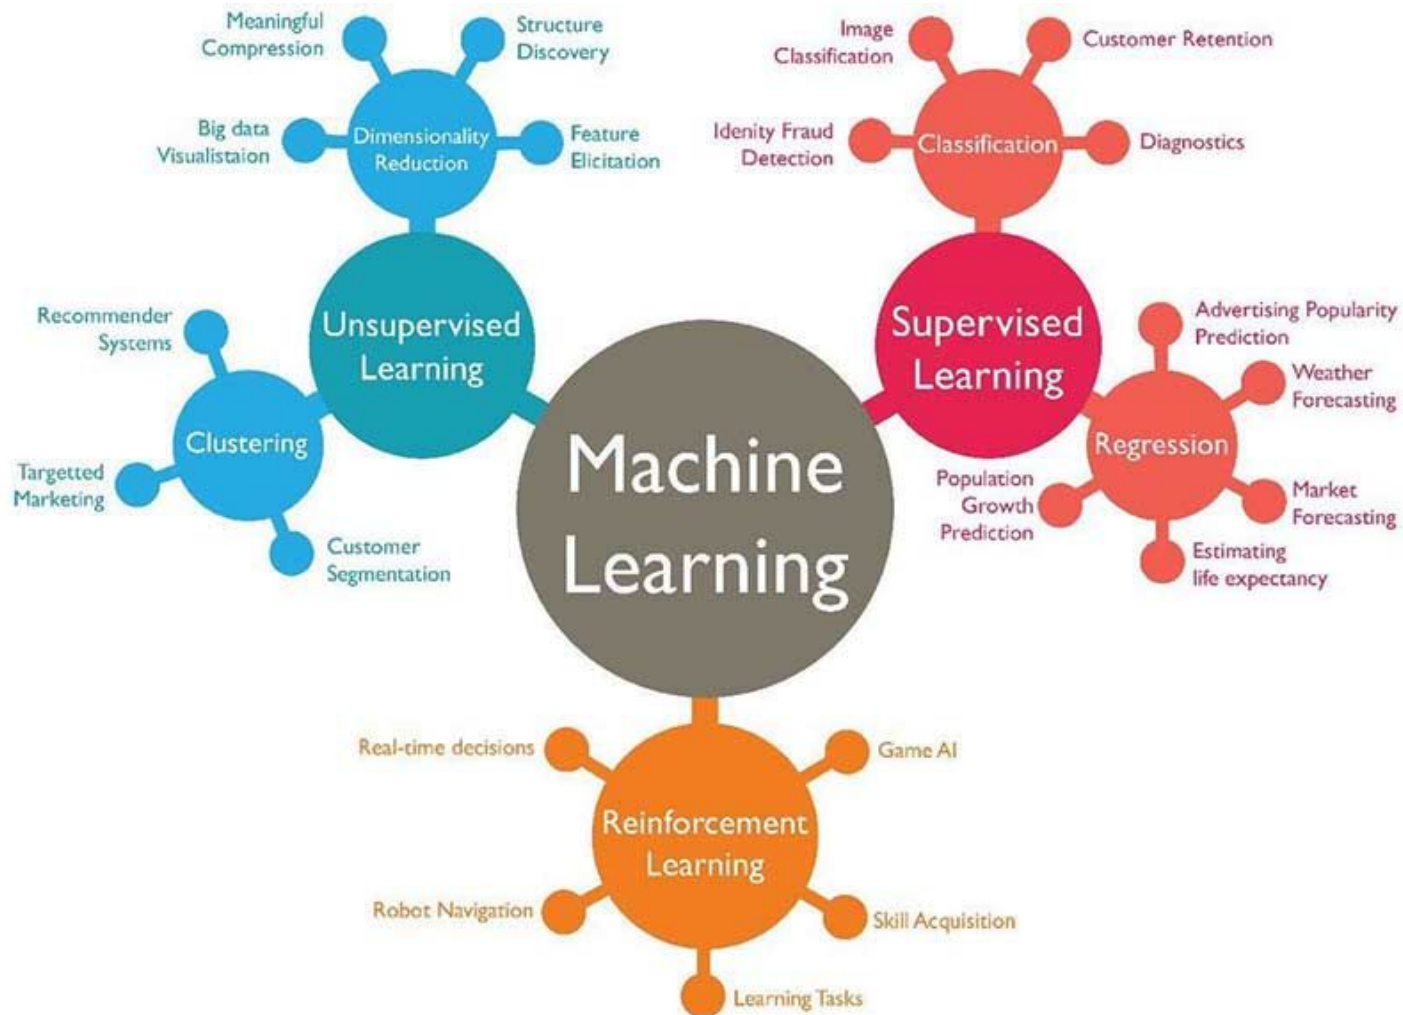 Meaningful
Compression
Structure
Discovery
Big data
Visualistaion
Dimensionality
Reduction
Feature
Elicitation
Image
Classification
Customer Retention
Idenity Fraud
Detection
Classification
Diagnostics
Recommender
Systems
Unsupervised
Learning
Clustering
Targetted
Marketing
Customer
Segmentation
Supervised
Learning
Advertising Popularity
Prediction
Weather
Forecasting
Regression
Population
Growth
Prediction
Market
Forecasting
Estimating
life expectancy
Machine
Learning
Real-time decisions
Game AI
Reinforcement
Learning
Robot Navigation
Skill Acquisition
Learning Tasks